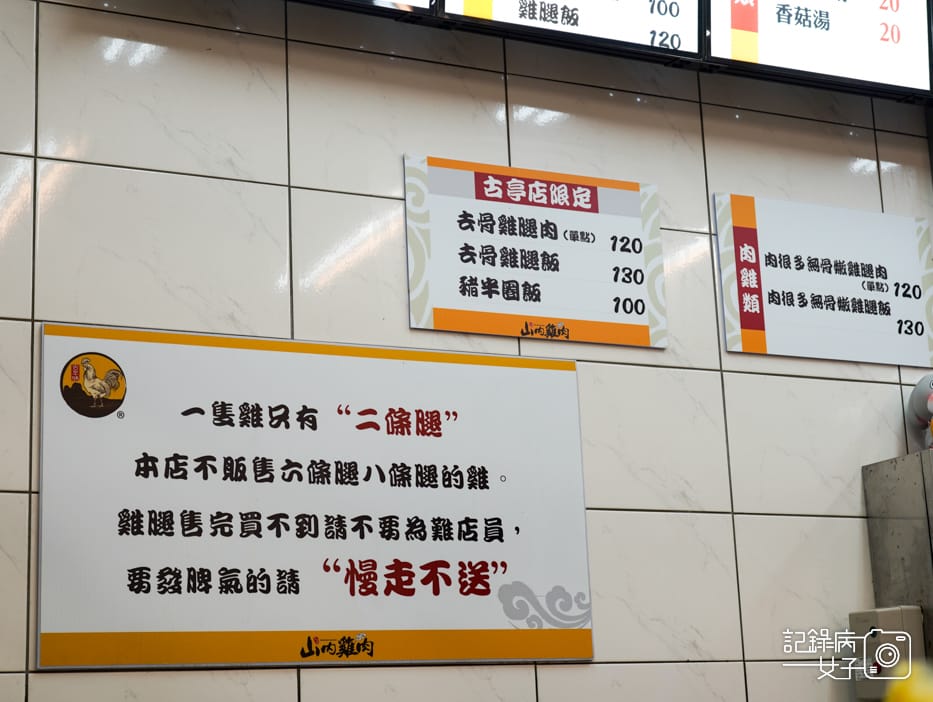 雞腿飯
100
120
香菇湯
20
20
古亭店限定
去骨雞腿肉(單點) 120
去骨雞腿飯 130
豬半圈飯 100
山內雞肉
肉雞類
肉很多細骨嫩雞腿肉
(單點) 120
肉很多細骨嫩雞腿飯
130
®
一隻雞只有“二條腿”
本店不販售六條腿八條腿的雞。
雞腿售完買不到請不要為難店員，
要發脾氣的請“慢走不送”
山內雞肉
記錄病
女子